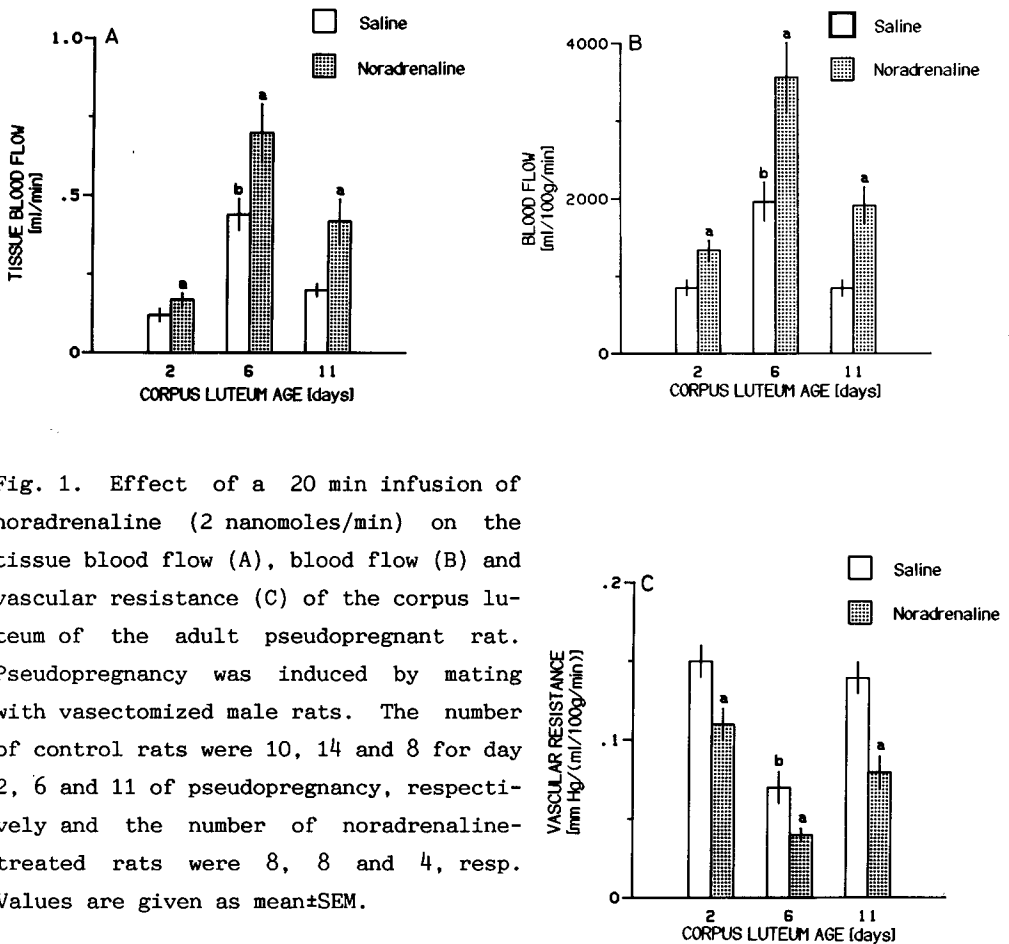 A
Saline
Noradrenaline
1.0
.5
0
TISSUE BLOOD FLOW
[ml/min]
a
b
a
a
2 6 11
CORPUS LUTEUM AGE [days]
B
Saline
Noradrenaline
4000
2000
0
BLOOD FLOW
[ml/100g/min]
a
b
a
a
2 6 11
CORPUS LUTEUM AGE [days]
Fig. 1. Effect of a 20 min infusion of
noradrenaline (2 nanomoles/min) on the
tissue blood flow (A), blood flow (B) and
vascular resistance (C) of the corpus lu-
teum of the adult pseudopregnant rat.
Pseudopregnancy was induced by mating
with vasectomized male rats. The number
of control rats were 10, 14 and 8 for day
2, 6 and 11 of pseudopregnancy, respecti-
vely and the number of noradrenaline-
treated rats were 8, 8 and 4, resp.
Values are given as mean±SEM.
C
Saline
Noradrenaline
.2
.1
0
VASCULAR RESISTANCE
[mm Hg/(ml/100g/min)]
a
b
a
a
2 6 11
CORPUS LUTEUM AGE [days]